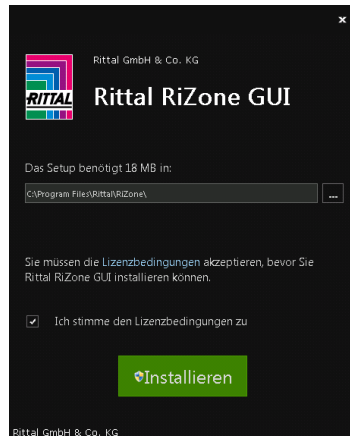 x
Rittal GmbH & Co. KG
RITTAL
Rittal RiZone GUI
Das Setup benötigt 18 MB in:
C:\Program Files\Rittal\RiZone\
...
Sie müssen die Lizenzbedingungen akzeptieren, bevor Sie
Rittal RiZone GUI installieren können.
Ich stimme den Lizenzbedingungen zu
Installieren
Rittal GmbH & Co. KG